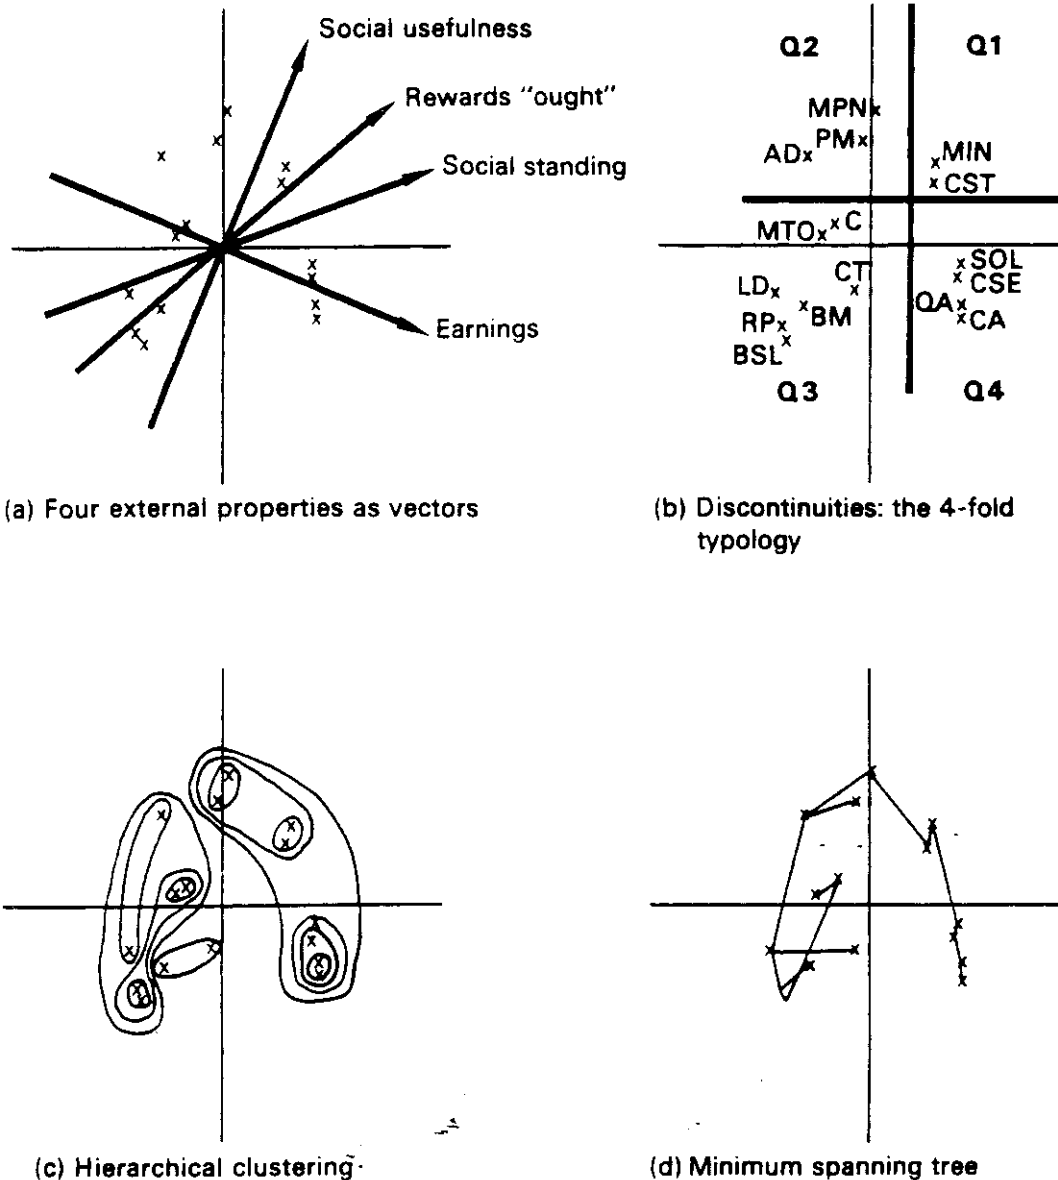 Social usefulness
Rewards "ought"
Social standing
Earnings
(a) Four external properties as vectors
Q2
Q1
MPN
PM
AD
MIN
CST
C
MTO
CT
SOL
CSE
LD
QA
CA
BM
RP
BSL
Q3
Q4
(b) Discontinuities: the 4-fold
typology
(c) Hierarchical clustering
(d) Minimum spanning tree